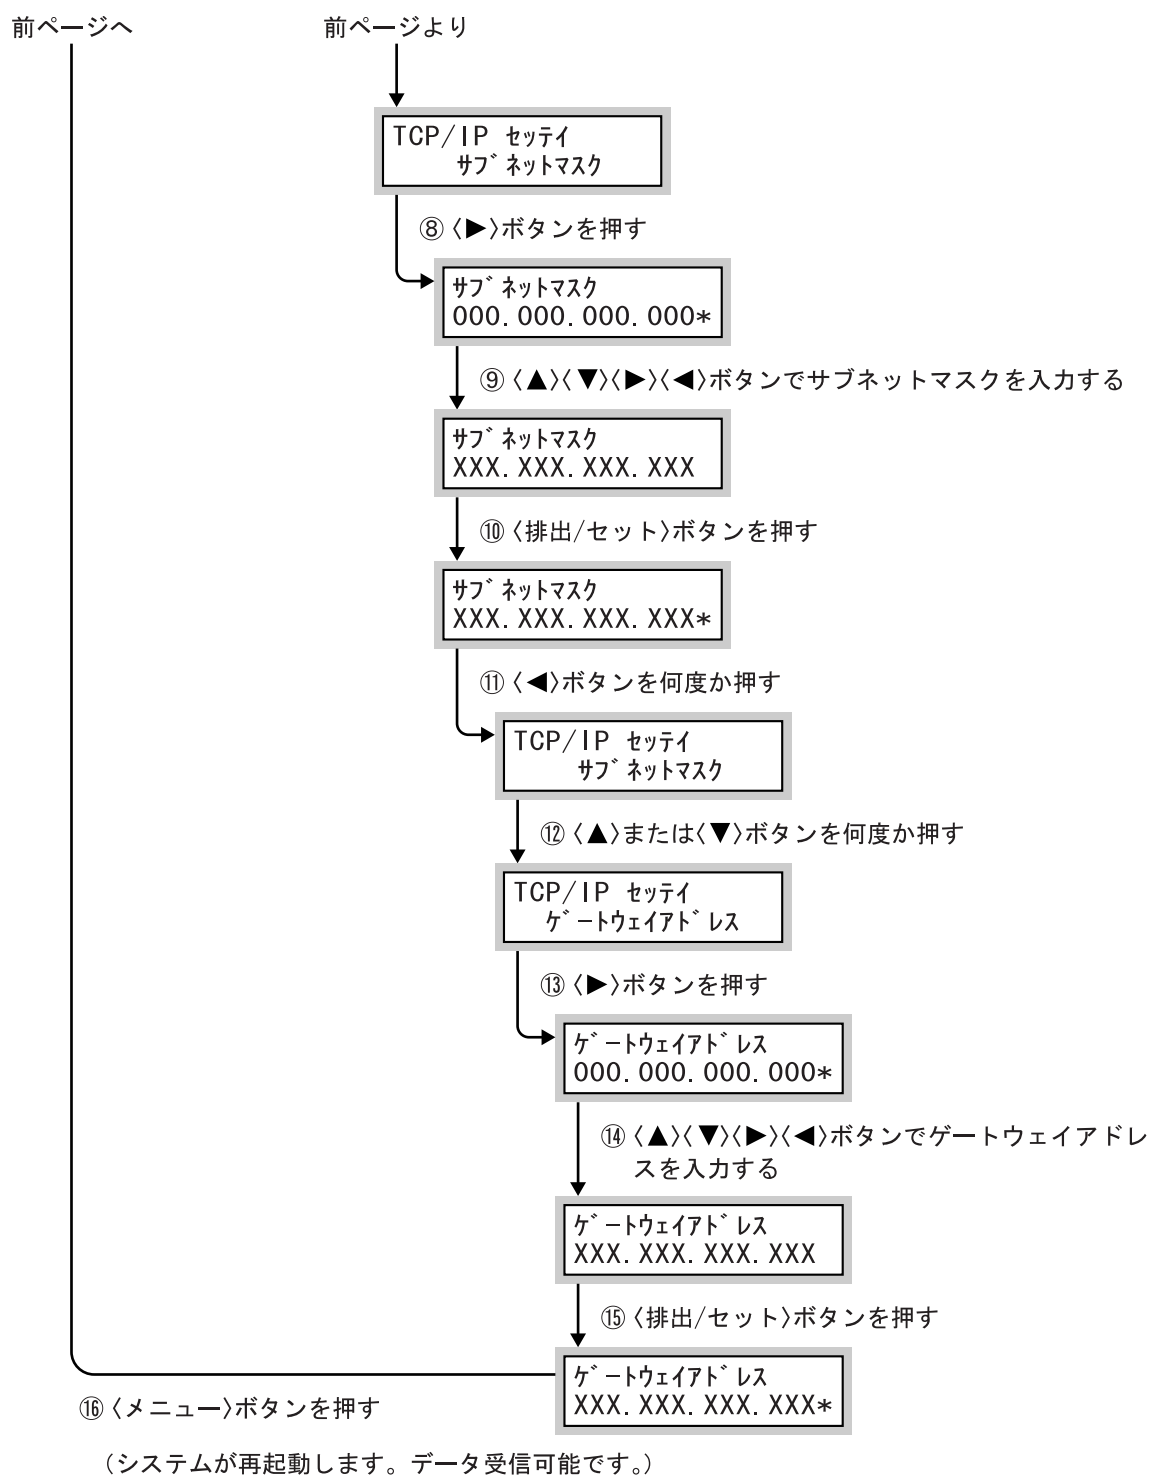 前ページへ
前ページより
TCP/IP ｾｯﾃｲ
ｻﾌﾞﾈｯﾄﾏｽｸ
⑧〈▶〉ボタンを押す
ｻﾌﾞﾈｯﾄﾏｽｸ
000.000.000.000*
⑨〈▲〉〈▼〉〈▶〉〈◀〉ボタンでサブネットマスクを入力する
ｻﾌﾞﾈｯﾄﾏｽｸ
XXX.XXX.XXX.XXX
⑩〈排出/セット〉ボタンを押す
ｻﾌﾞﾈｯﾄﾏｽｸ
XXX.XXX.XXX.XXX*
⑪〈◀〉ボタンを何度か押す
TCP/IP ｾｯﾃｲ
ｻﾌﾞﾈｯﾄﾏｽｸ
⑫〈▲〉または〈▼〉ボタンを何度か押す
TCP/IP ｾｯﾃｲ
ｹﾞｰﾄｳｪｲｱﾄﾞﾚｽ
⑬〈▶〉ボタンを押す
ｹﾞｰﾄｳｪｲｱﾄﾞﾚｽ
000.000.000.000*
⑭〈▲〉〈▼〉〈▶〉〈◀〉ボタンでゲートウェイアドレ
スを入力する
ｹﾞｰﾄｳｪｲｱﾄﾞﾚｽ
XXX.XXX.XXX.XXX
⑮〈排出/セット〉ボタンを押す
ｹﾞｰﾄｳｪｲｱﾄﾞﾚｽ
XXX.XXX.XXX.XXX*
⑯〈メニュー〉ボタンを押す
（システムが再起動します。データ受信可能です。）